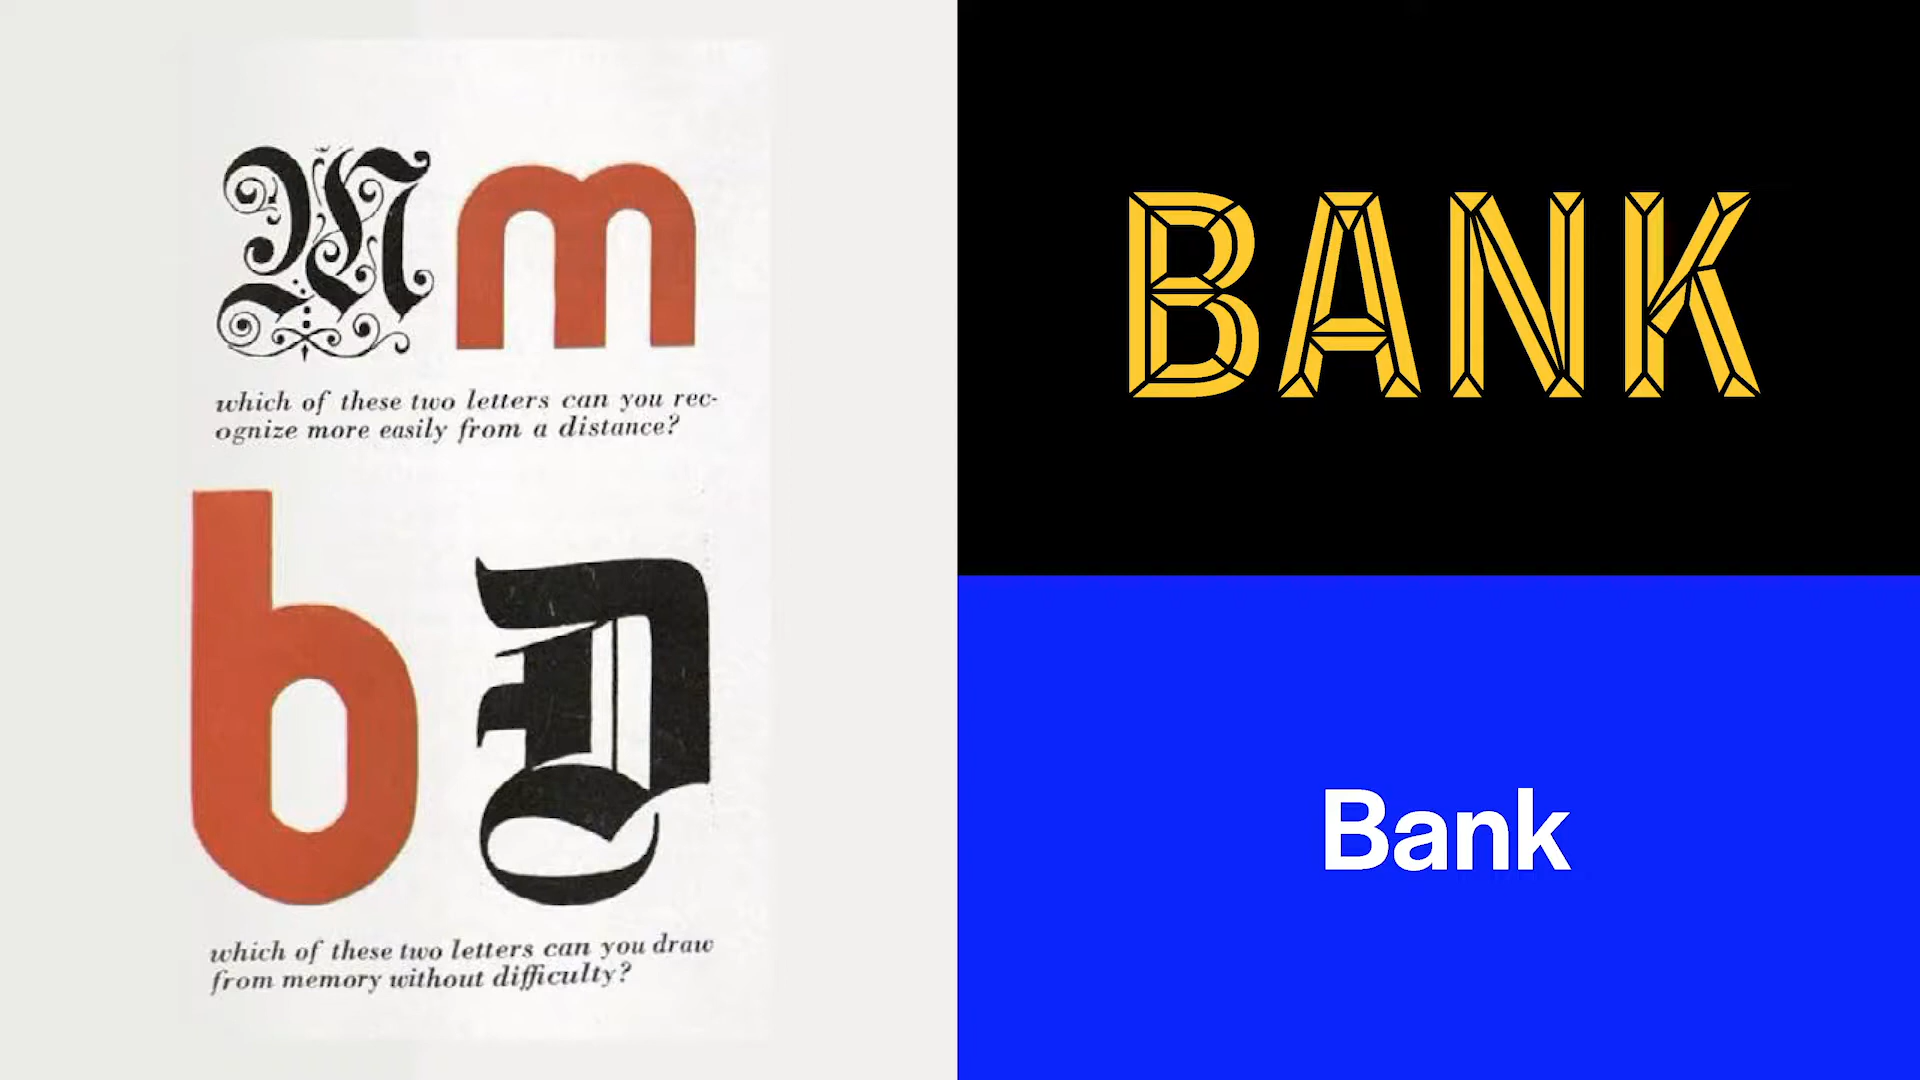 M m
which of these two letters can you rec-
ognize more easily from a distance?
b D
which of these two letters can you draw
from memory without difficulty?
BANK
Bank